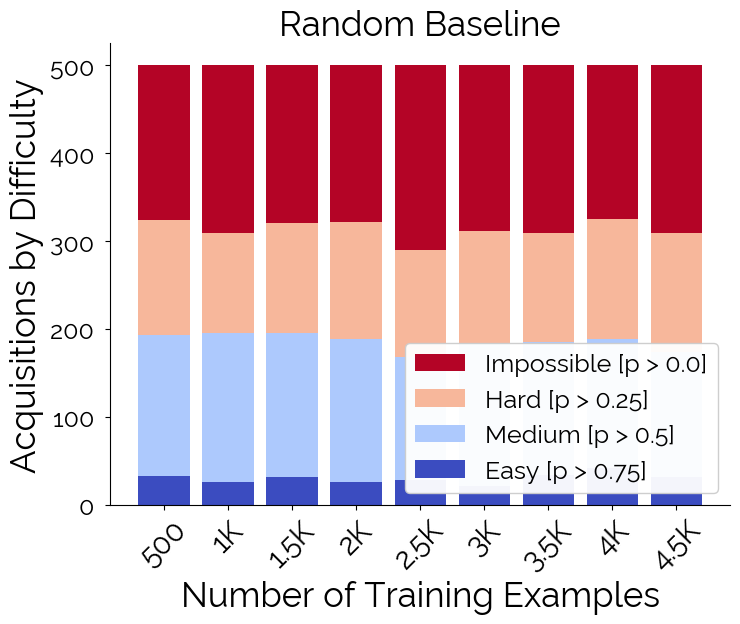 Random Baseline
Acquisitions by Difficulty
500
400
300
200
100
0
Impossible [p > 0.0]
Hard [p > 0.25]
Medium [p > 0.5]
Easy [p > 0.75]
500
1K
1.5K
2K
2.5K
3K
3.5K
4K
4.5K
Number of Training Examples